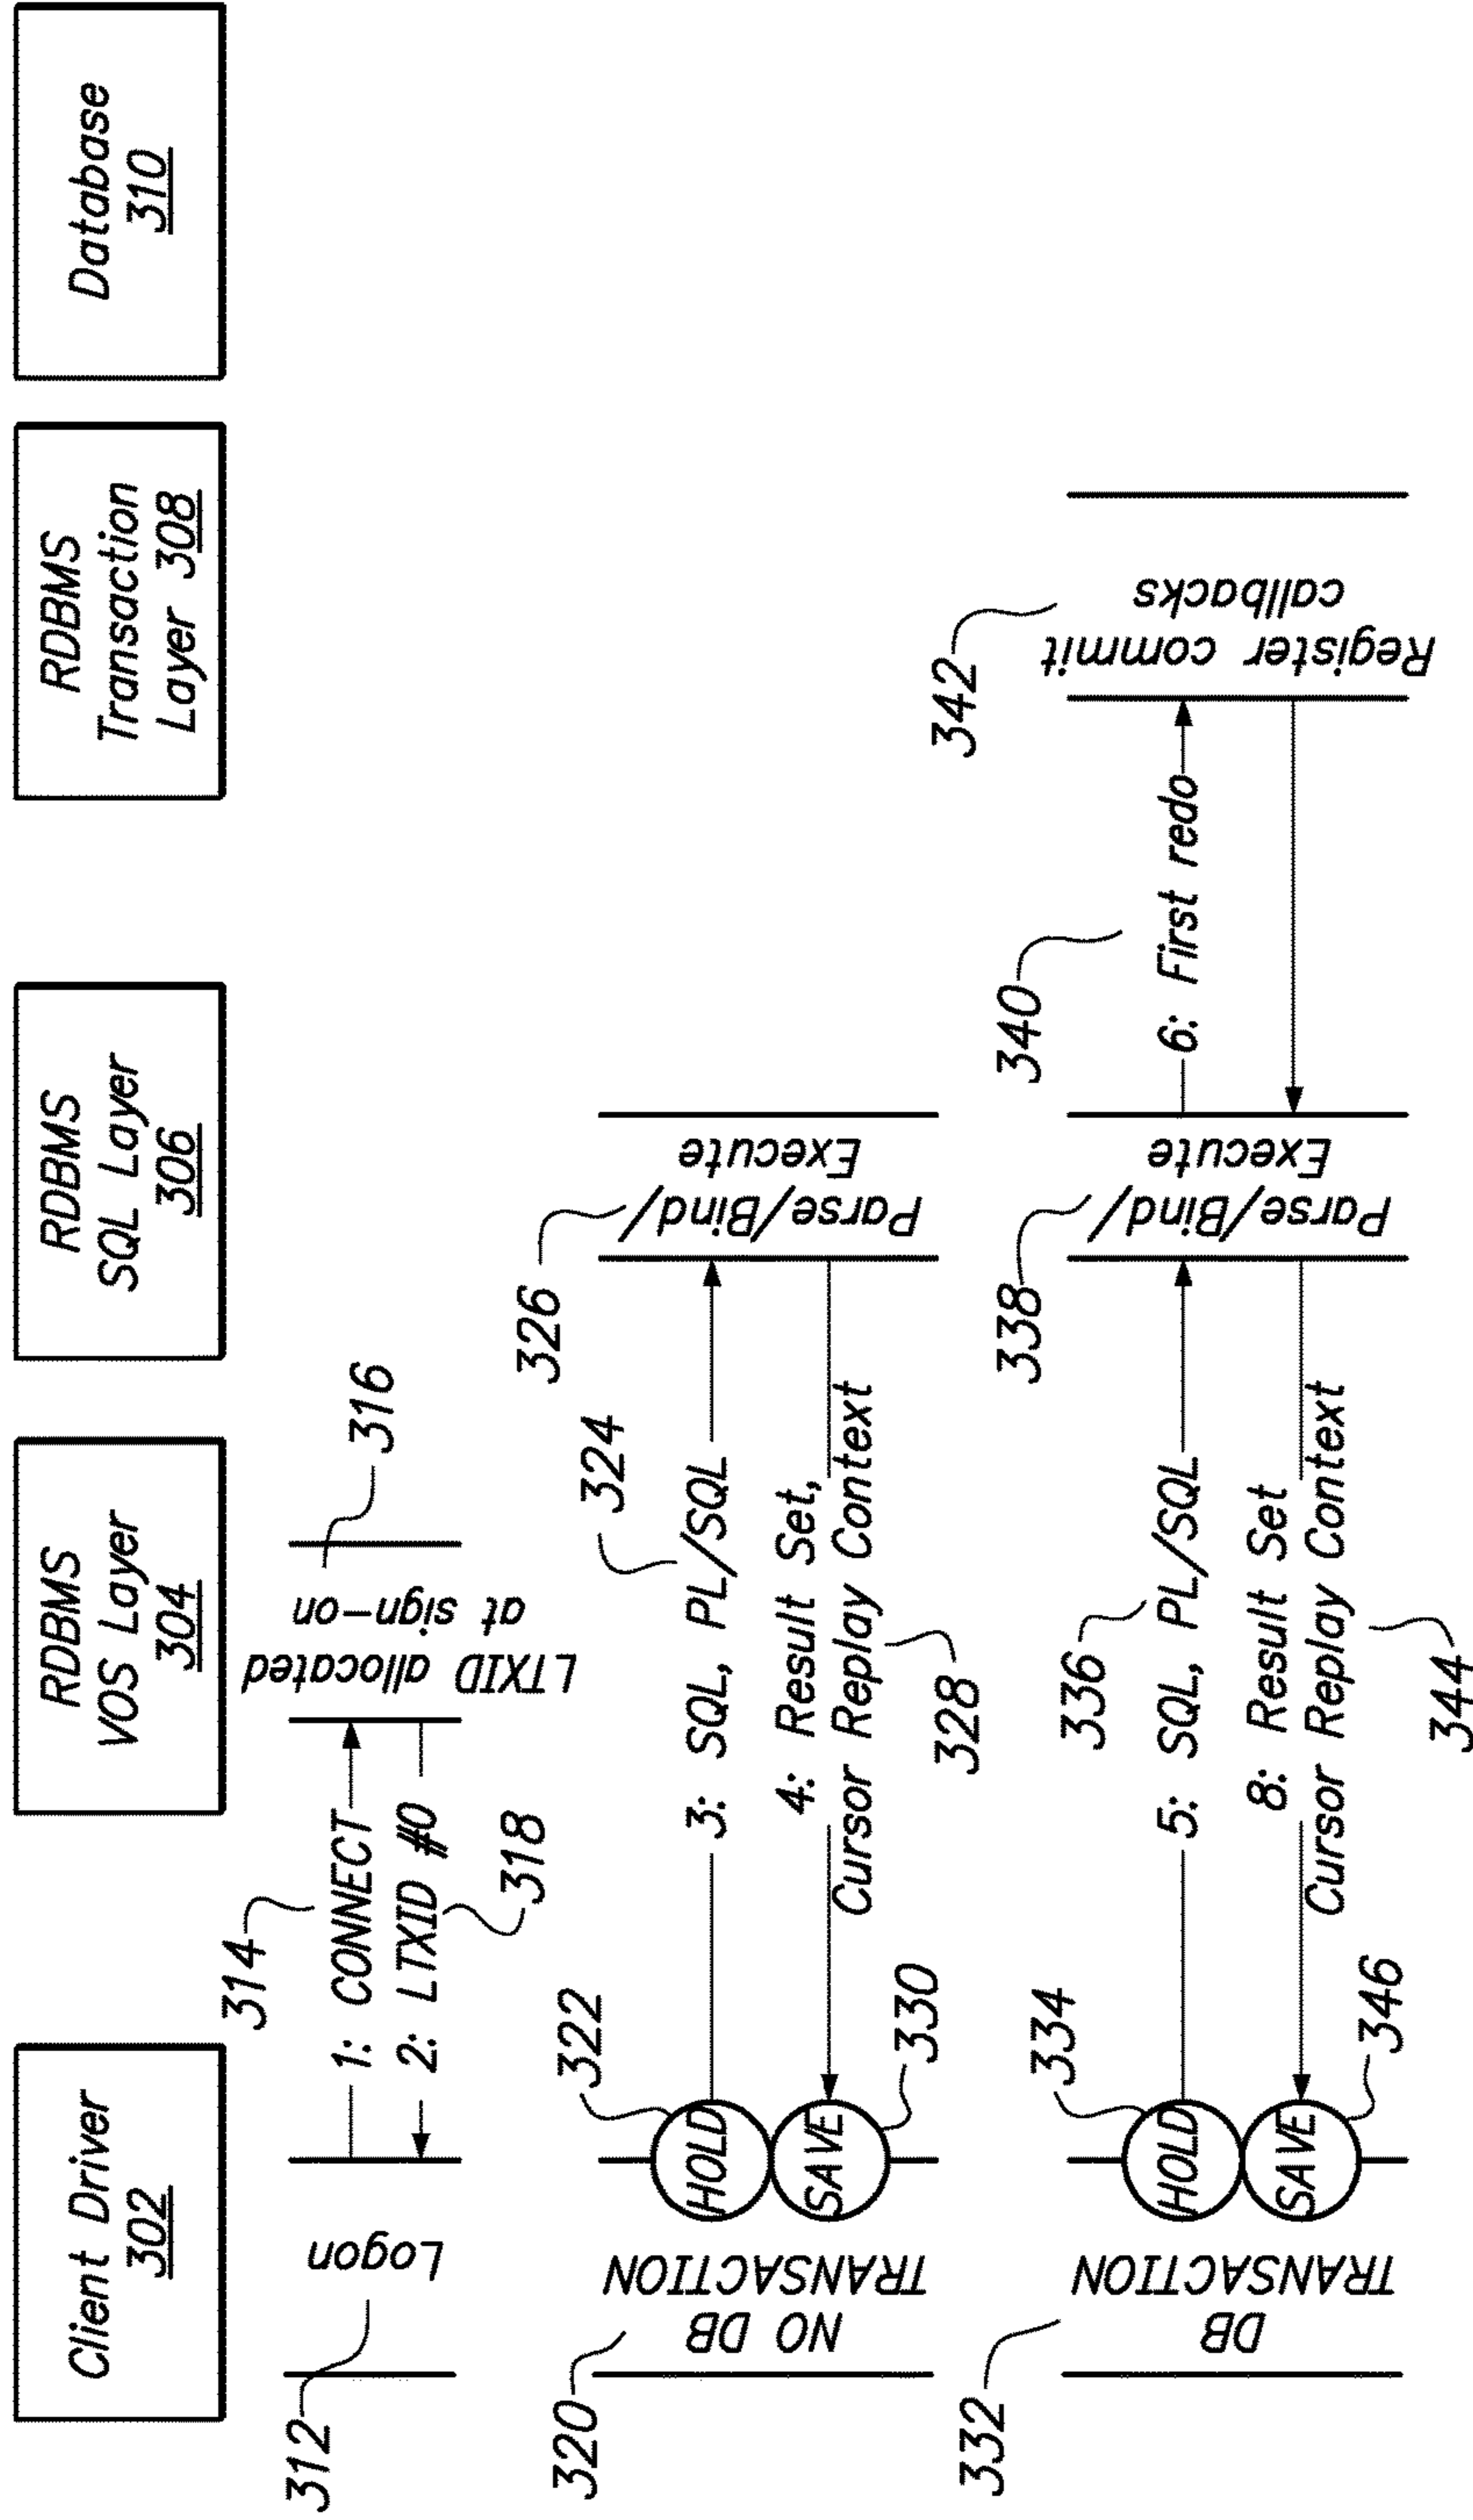 Client Driver
302
RDBMS
VOS Layer
304
RDBMS
SQL Layer
306
RDBMS
Transaction
Layer 308
Database
310
312
Logon
314
1: CONNECT
2: LTXID #0
318
LTXID allocated
at sign-on
316
320
NO DB
TRANSACTION
322
HOLD
SAVE
330
324
3: SQL, PL/SQL
4: Result Set,
Cursor Replay Context
328
326
Parse/Bind/
Execute
332
DB
TRANSACTION
334
HOLD
SAVE
346
336
5: SQL, PL/SQL
8: Result Set
Cursor Replay Context
344
338
Parse/Bind/
Execute
340
6: First redo
342
Register commit
callbacks